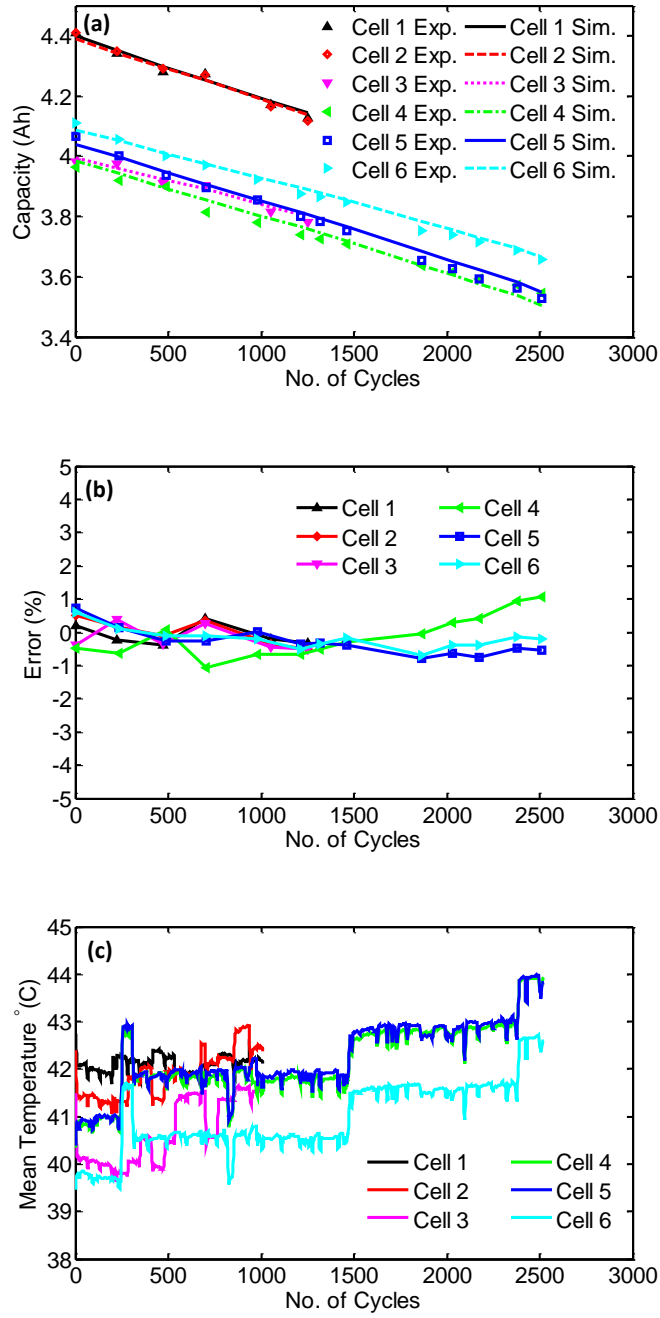 (a)
Capacity (Ah)
4.4
4.2
4
3.8
3.6
3.4
Cell 1 Exp. Cell 1 Sim.
Cell 2 Exp. Cell 2 Sim.
Cell 3 Exp. Cell 3 Sim.
Cell 4 Exp. Cell 4 Sim.
Cell 5 Exp. Cell 5 Sim.
Cell 6 Exp. Cell 6 Sim.
0 500 1000 1500 2000 2500 3000
No. of Cycles
(b)
Error (%)
5
4
3
2
1
0
-1
-2
-3
-4
-5
Cell 1 Cell 4
Cell 2 Cell 5
Cell 3 Cell 6
0 500 1000 1500 2000 2500 3000
No. of Cycles
(c)
Mean Temperature °(C)
45
44
43
42
41
40
39
38
Cell 1 Cell 4
Cell 2 Cell 5
Cell 3 Cell 6
0 500 1000 1500 2000 2500 3000
No. of Cycles